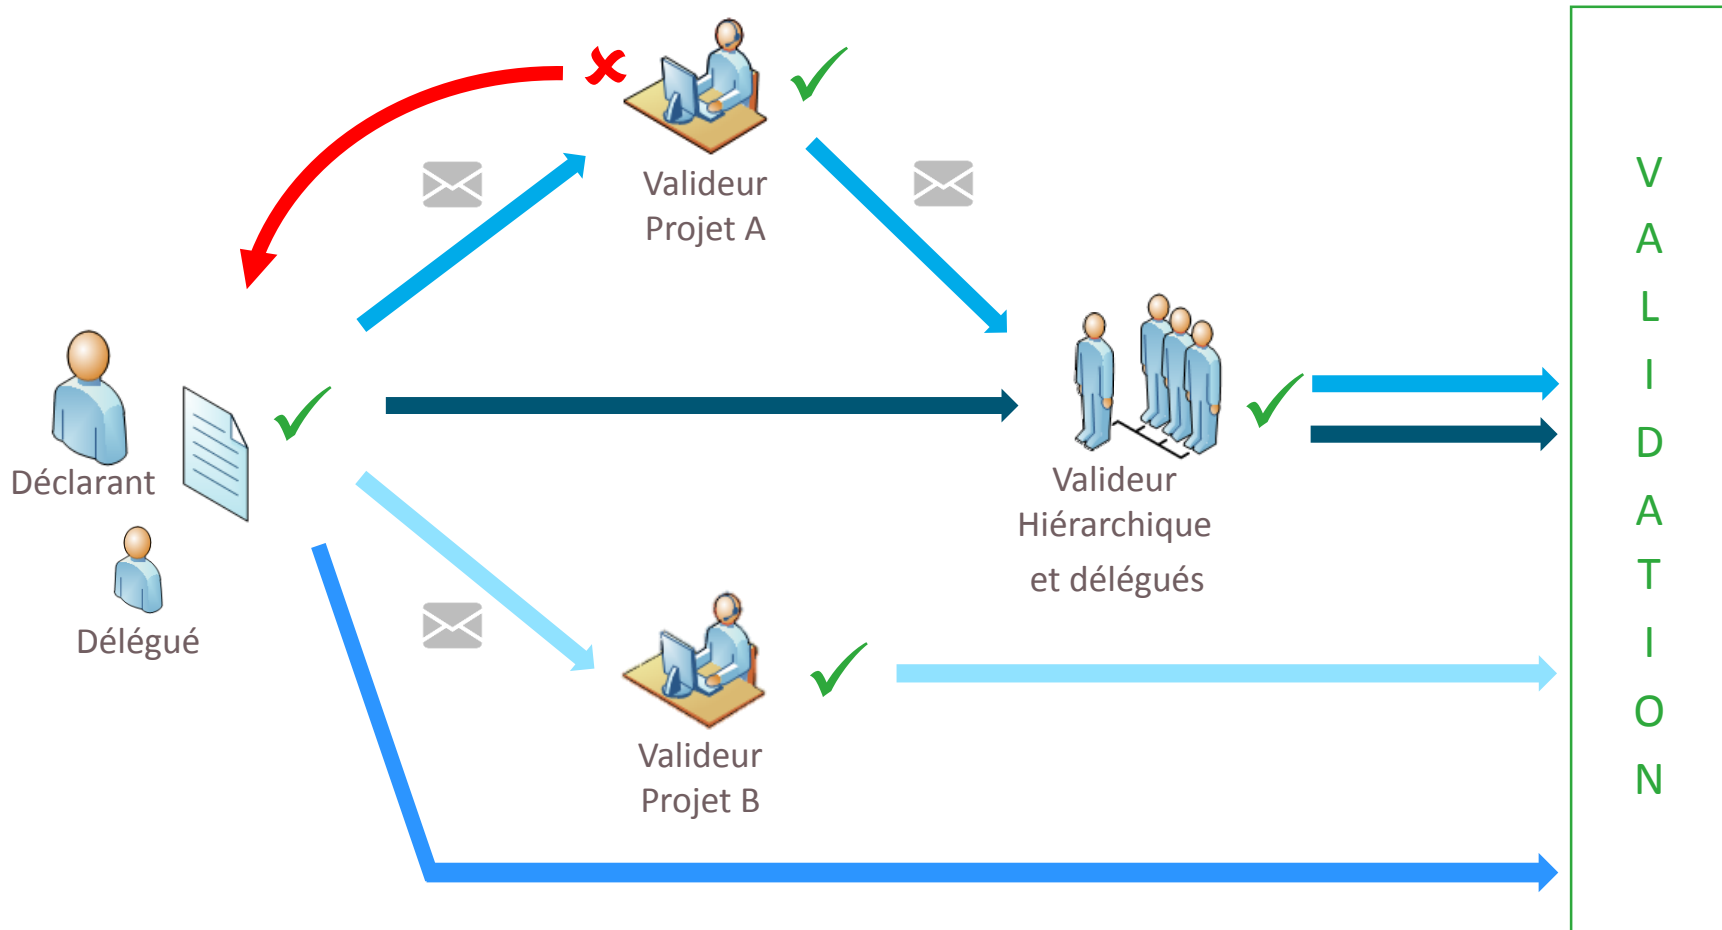 Valideur
Projet A
Déclarant
Délégué
Valideur
Hiérarchique
et délégués
Valideur
Projet B
V
A
L
I
D
A
T
I
O
N